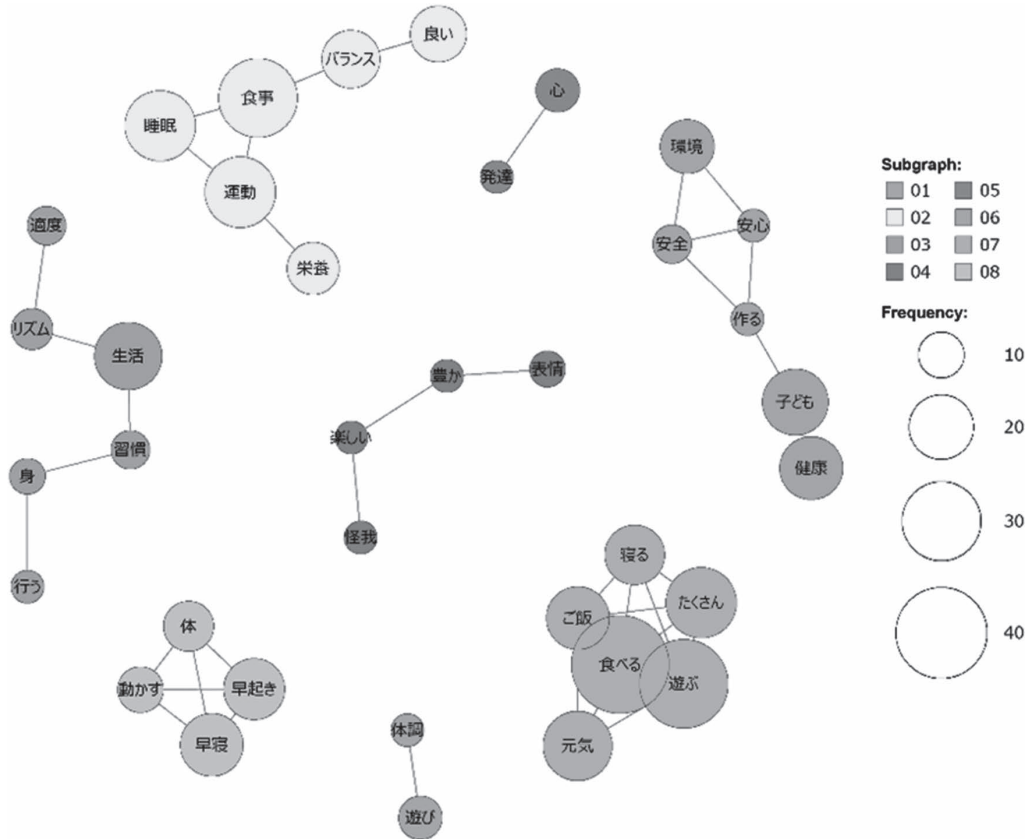 良い
バランス
食事
睡眠
運動
栄養
心
発達
環境
安心
安全
作る
子ども
健康
適度
リズム
生活
習慣
身
行う
豊か
表情
楽しい
怪我
寝る
たくさん
ご飯
食べる
遊ぶ
元気
体
動かす
早起き
早寝
体調
遊び
Subgraph:
01 05
02 06
03 07
04 08
Frequency:
10
20
30
40